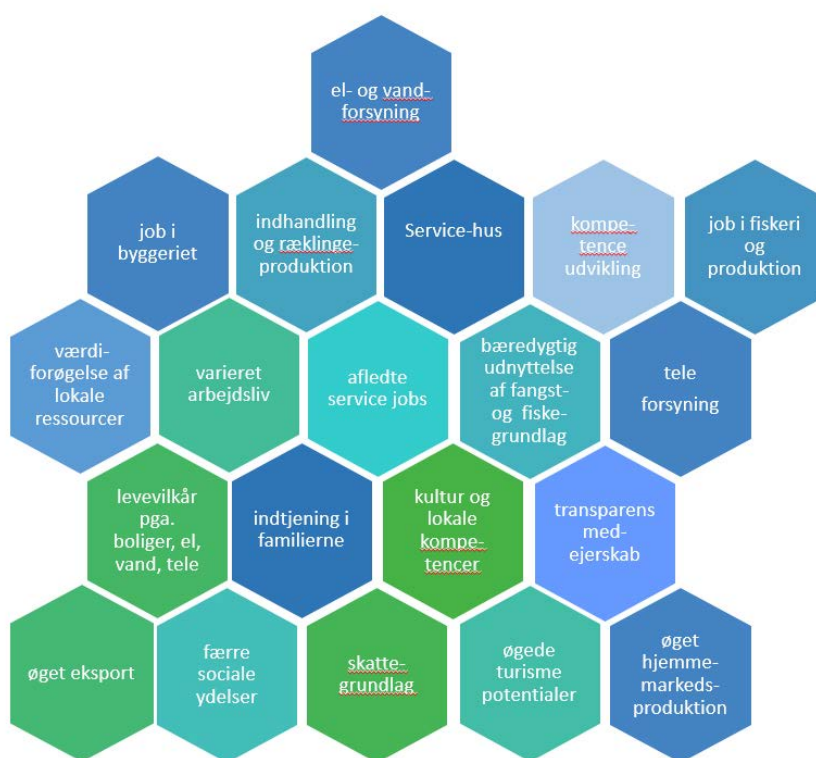 el- og vand-
forsyning
job i
byggeriet
indhandling
og ræklinge-
produktion
Service-hus
kompe-
tence
udvikling
job i fiskeri
og
produktion
værdi-
forøgelse af
lokale
ressourcer
varieret
arbejdsliv
afledte
service jobs
bæredygtig
udnyttelse
af fangst-
og fiske-
grundlag
tele
forsyning
levevilkår
pga.
boliger, el,
vand, tele
indtjening i
familierne
kultur og
lokale
kompe-
tencer
transparens
med-
ejerskab
øget eksport
færre
sociale
ydelser
skatte-
grundlag
øgede
turisme
potentialer
øget
hjemme-
markeds-
produktion